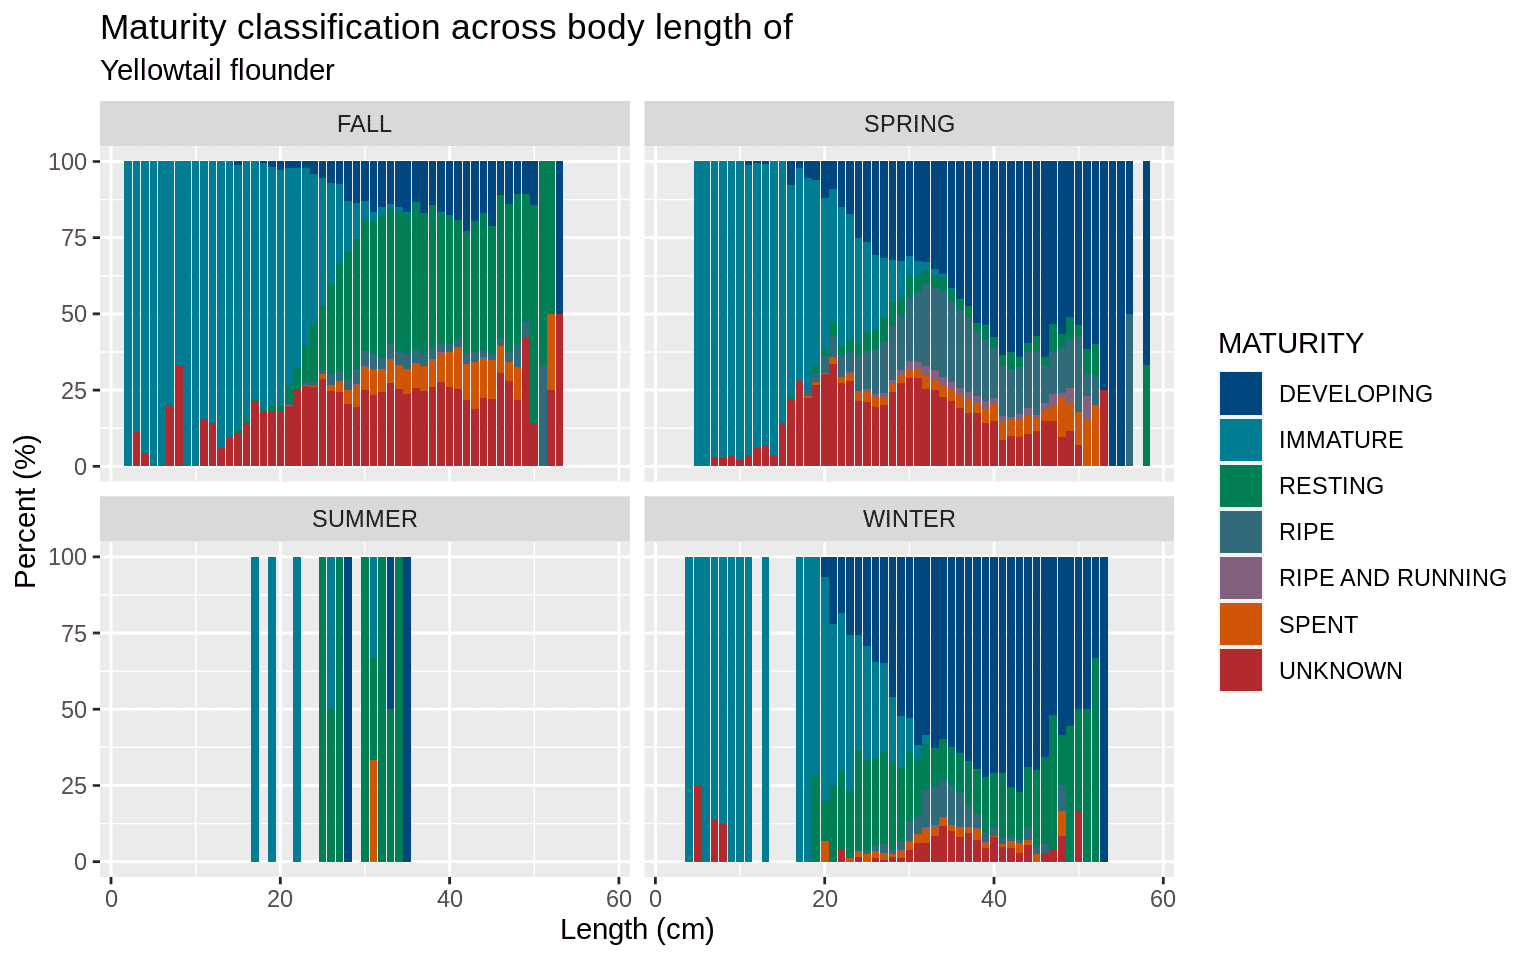 Maturity classification across body length of
Yellowtail flounder
FALL
SPRING
100
75
50
25
0
SUMMER
WINTER
100
75
50
25
0
0
20
40
60
0
20
40
60
Length (cm)
Percent (%)
MATURITY
DEVELOPING
IMMATURE
RESTING
RIPE
RIPE AND RUNNING
SPENT
UNKNOWN